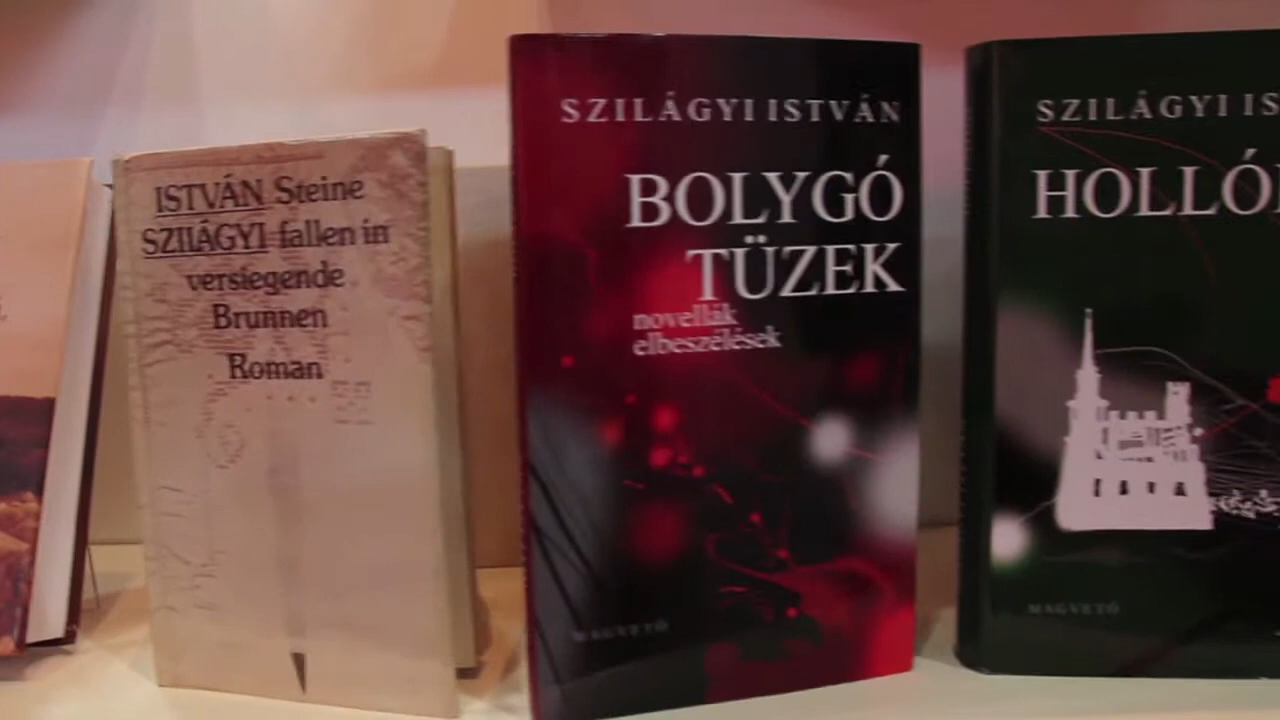 ISTVÁN Steine
SZILÁGYI fallen in
versiegende
Brunnen
Roman
SZILÁGYI ISTVÁN
BOLYGÓ
TÜZEK
novellák
elbeszélések
MAGVETŐ
SZILÁGYI IS
HOLLÓ
MAGVETŐ